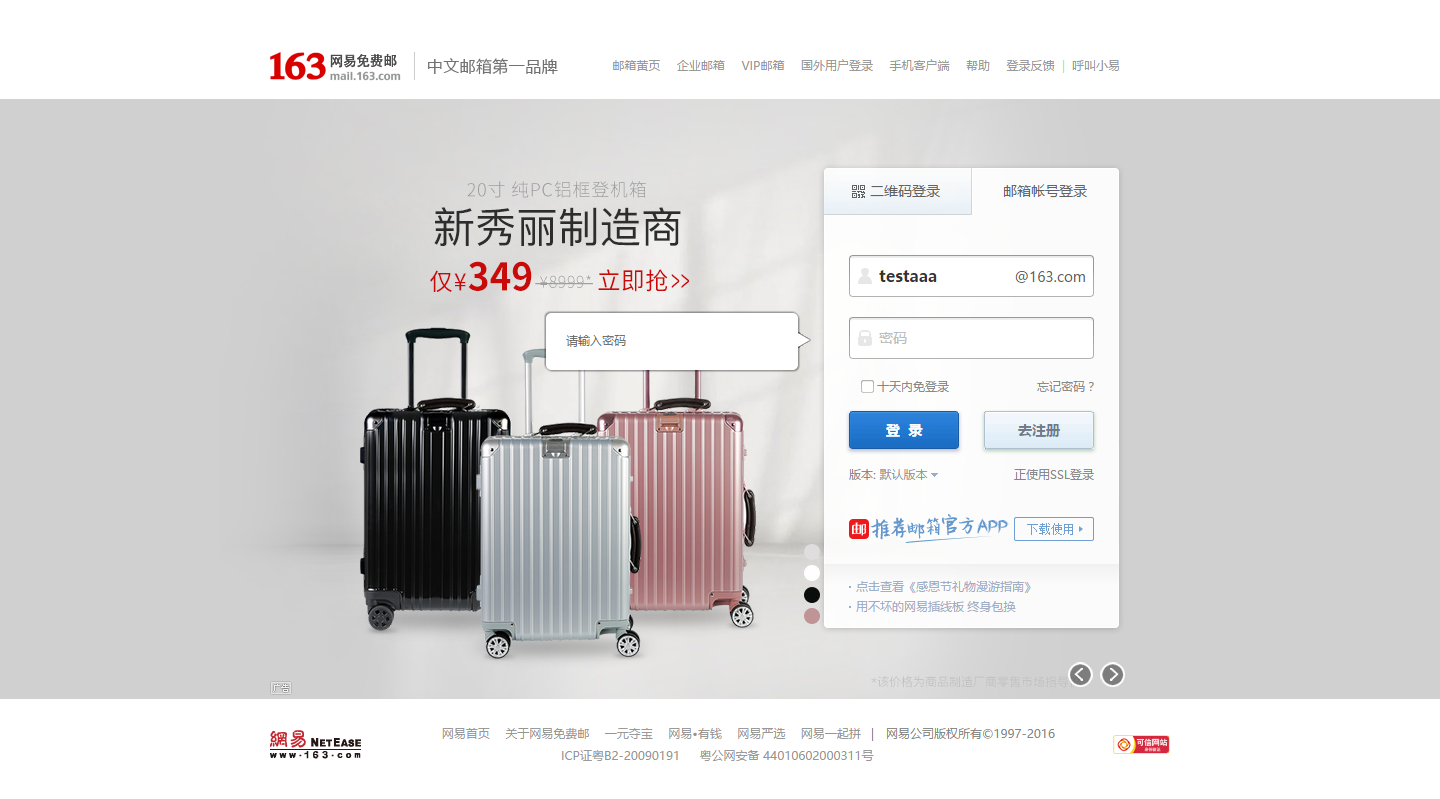 163 网易免费邮
mail.163.com
中文邮箱第一品牌
邮箱黄页 企业邮箱 VIP邮箱 国外用户登录 手机客户端 帮助 登录反馈 | 呼叫小易
20寸 纯PC铝框登机箱
新秀丽制造商
仅¥349 ¥8999* 立即抢>>
请输入密码
二维码登录 邮箱帐号登录
testaaa @163.com
密码
十天内免登录 忘记密码?
登 录 去注册
版本: 默认版本 正使用SSL登录
邮 推荐邮箱官方APP 下载使用
· 点击查看《感恩节礼物漫游指南》
· 用不坏的网易插线板 终身包换
*该价格为商品制造厂商零售市场指导
广告
網易 NETEASE
www.163.com
网易首页 关于网易免费邮 一元夺宝 网易•有钱 网易严选 网易一起拼 | 网易公司版权所有©1997-2016
ICP证粤B2-20090191 粤公网安备 44010602000311号
可信网站